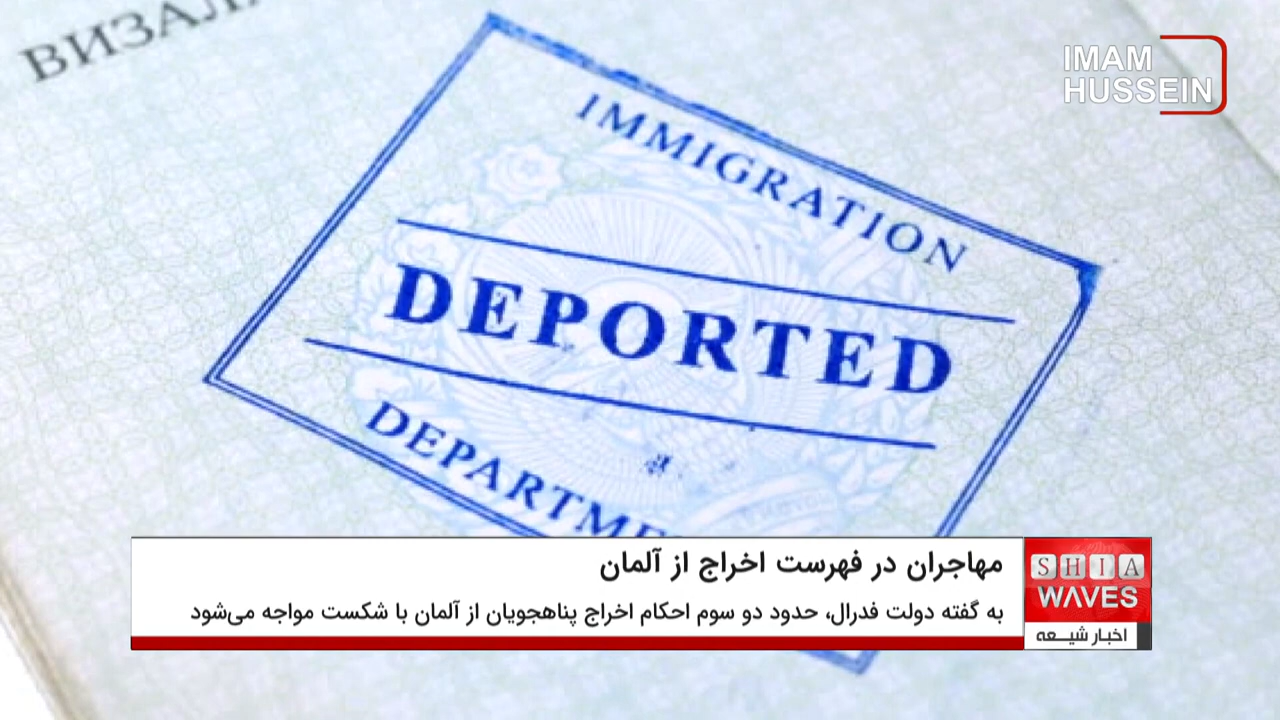 ВИЗА
IMAM
HUSSEIN
IMMIGRATION
DEPORTED
DEPARTME
مهاجران در فهرست اخراج از آلمان
به گفته دولت فدرال، حدود دو سوم احکام اخراج پناهجویان از آلمان با شکست مواجه می‌شود
SHIA
WAVES
اخبار شیعه